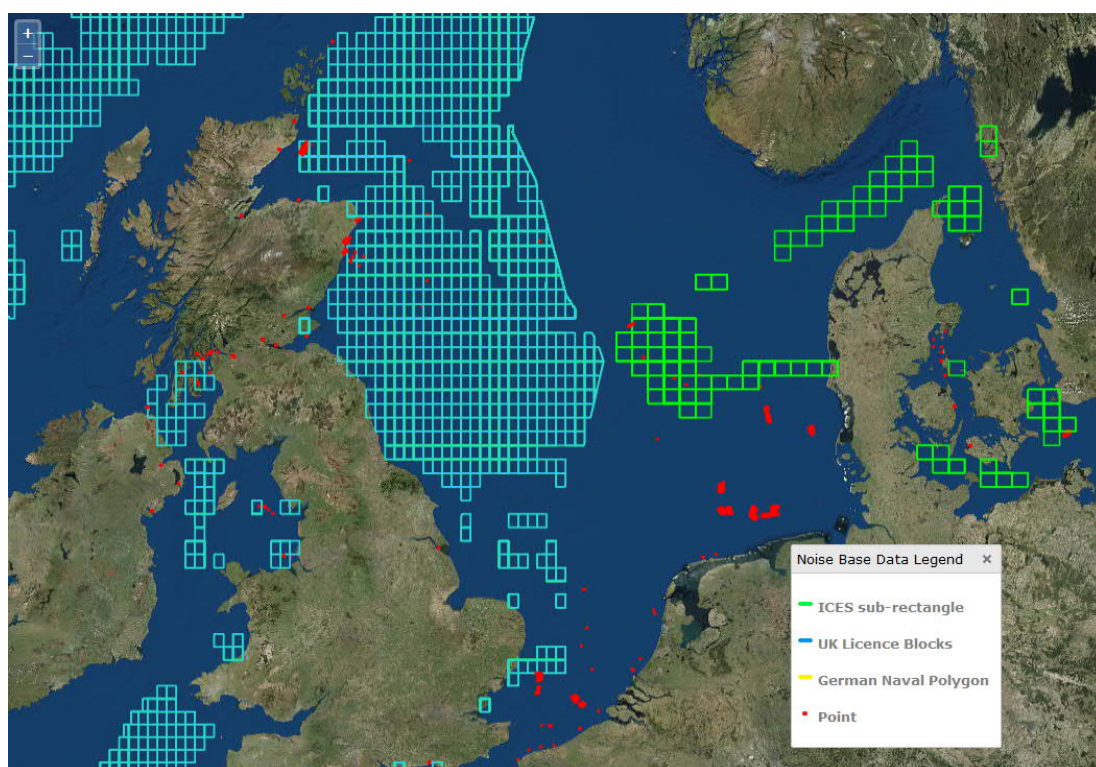 +
−
Noise Base Data Legend ×
ICES sub-rectangle
UK Licence Blocks
German Naval Polygon
Point